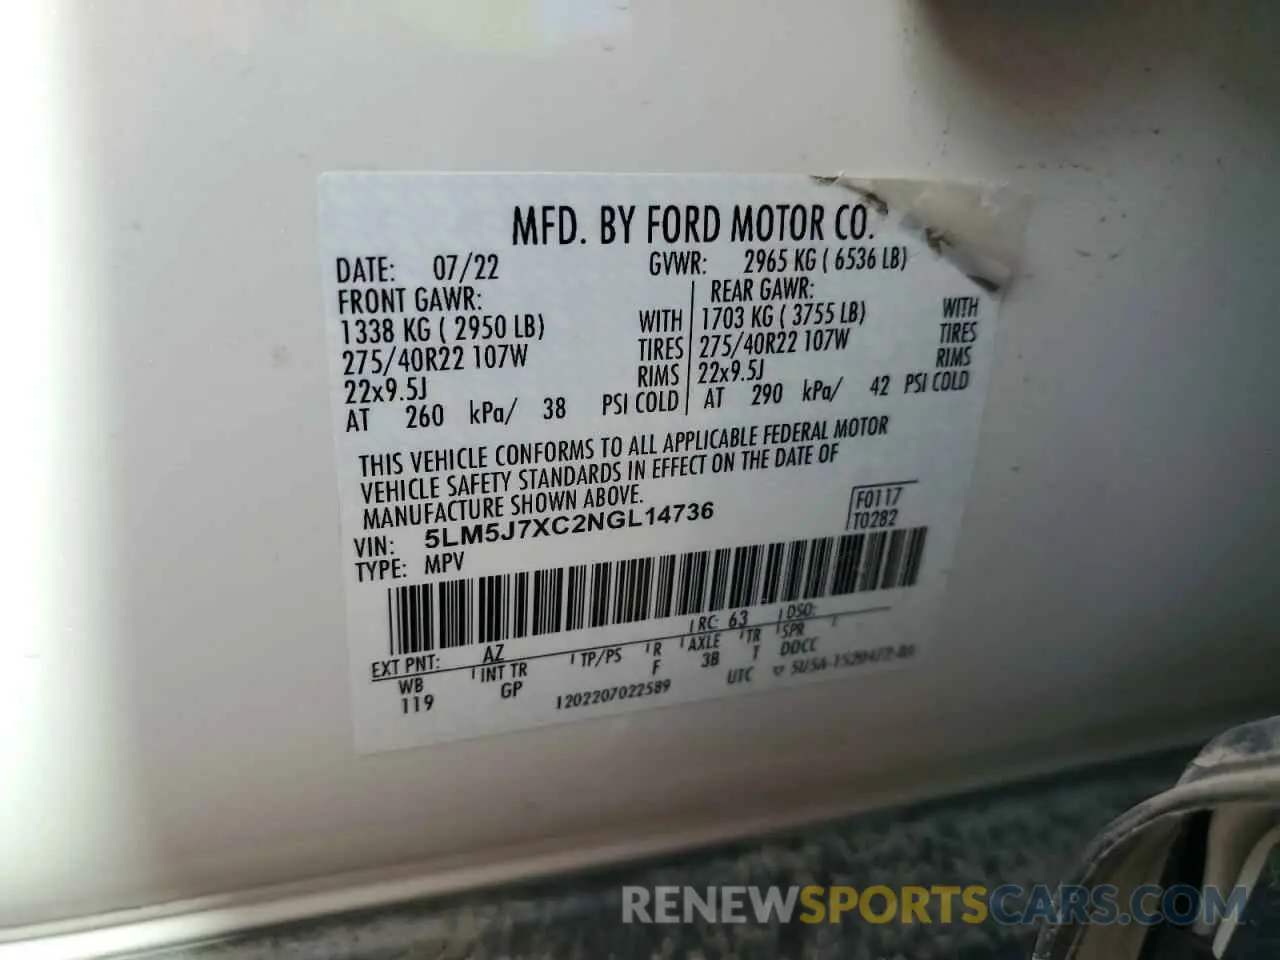 MFD. BY FORD MOTOR CO.
DATE: 07/22 GVWR: 2965 KG ( 6536 LB)
FRONT GAWR: REAR GAWR:
1338 KG ( 2950 LB) WITH 1703 KG ( 3755 LB) WITH
275/40R22 107W TIRES 275/40R22 107W TIRES
22x9.5J RIMS 22x9.5J RIMS
AT 260 kPa/ 38 PSI COLD AT 290 kPa/ 42 PSI COLD
THIS VEHICLE CONFORMS TO ALL APPLICABLE FEDERAL MOTOR
VEHICLE SAFETY STANDARDS IN EFFECT ON THE DATE OF
MANUFACTURE SHOWN ABOVE.
VIN: 5LM5J7XC2NGL14736 F0117
TYPE: MPV T0282
EXT PNT: AZ RC: 63 DSO:
WB INT TR TP/PS R AXLE TR SPR
119 GP F 3B T DDCC
1202207022589 UTC
RENEWSPORTSCARS.COM